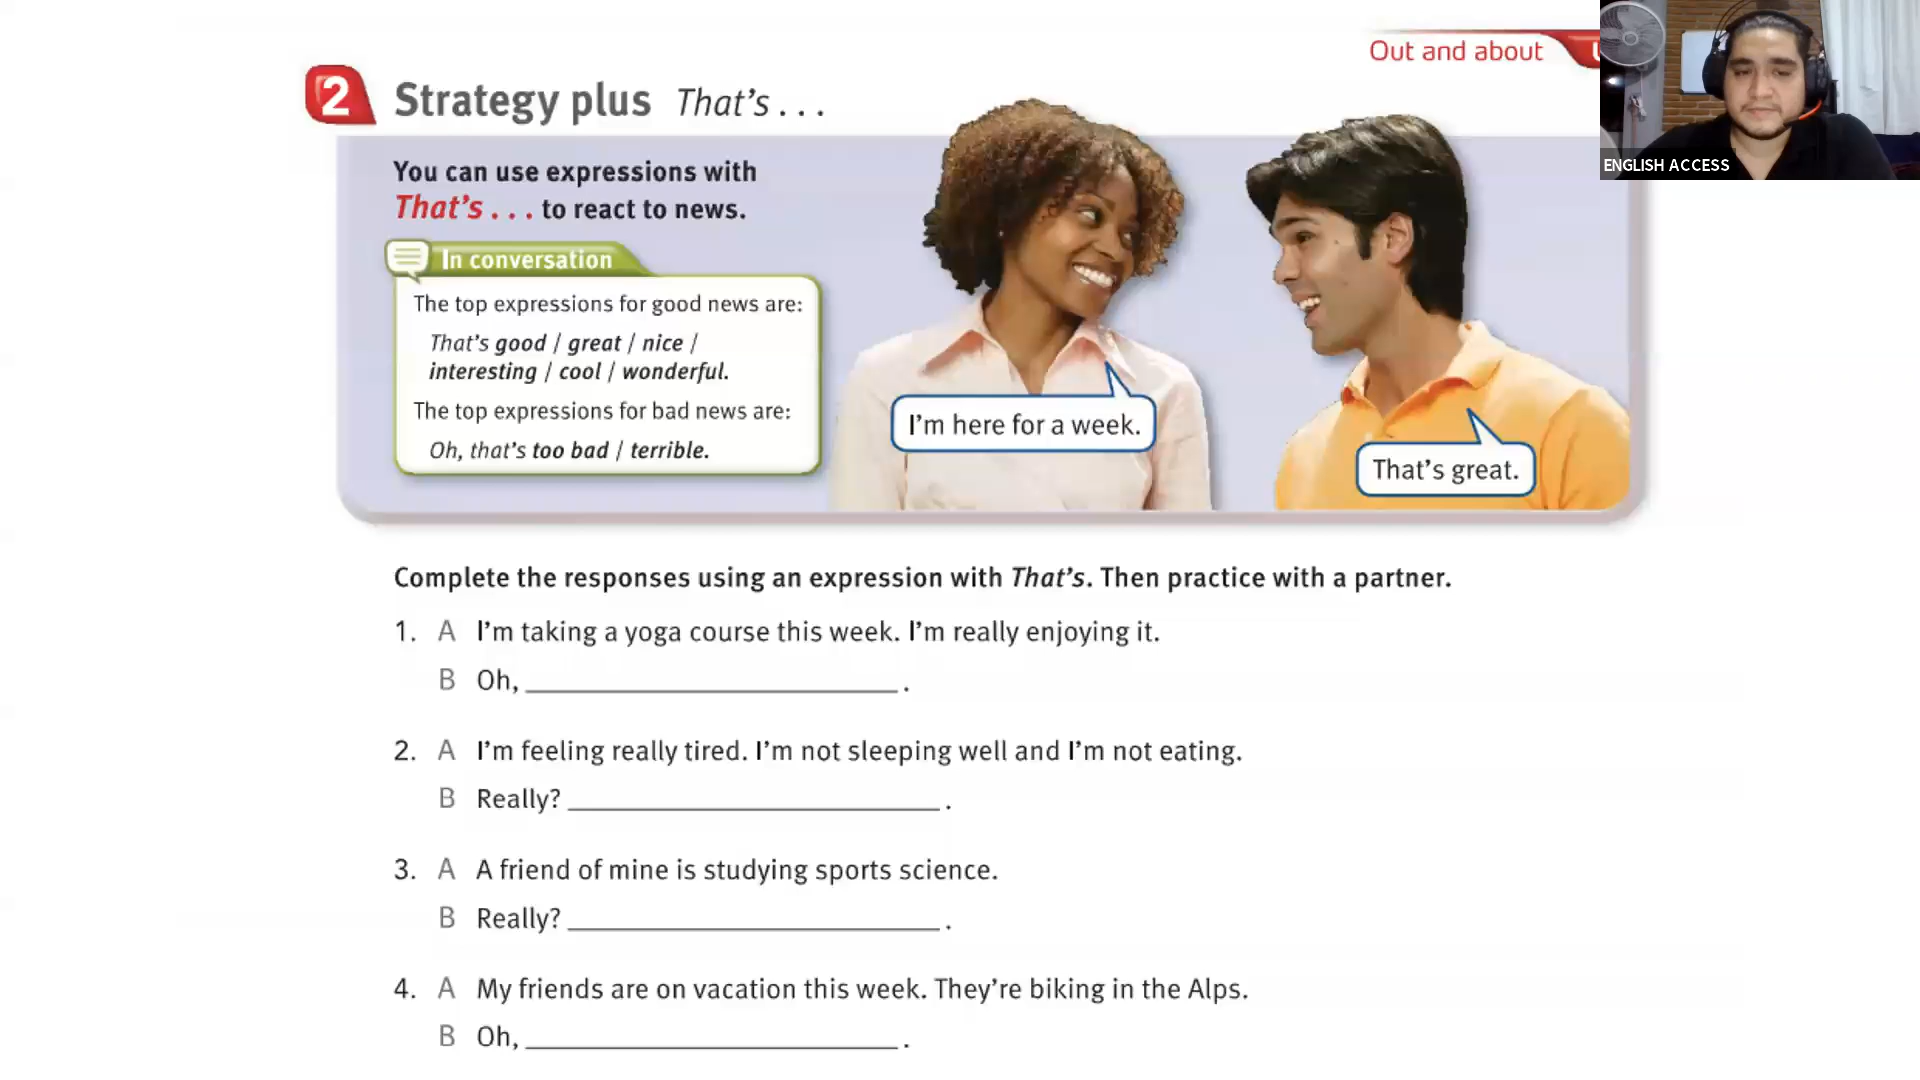 Out and about
2 Strategy plus That's . . .
You can use expressions with
That's . . . to react to news.
In conversation
The top expressions for good news are:
That's good / great / nice /
interesting / cool / wonderful.
The top expressions for bad news are:
Oh, that's too bad / terrible.
I'm here for a week.
That's great.
ENGLISH ACCESS
Complete the responses using an expression with That's. Then practice with a partner.
1. A I'm taking a yoga course this week. I'm really enjoying it.
B Oh, ______________________________ .
2. A I'm feeling really tired. I'm not sleeping well and I'm not eating.
B Really? ______________________________ .
3. A A friend of mine is studying sports science.
B Really? ______________________________ .
4. A My friends are on vacation this week. They're biking in the Alps.
B Oh, ______________________________ .